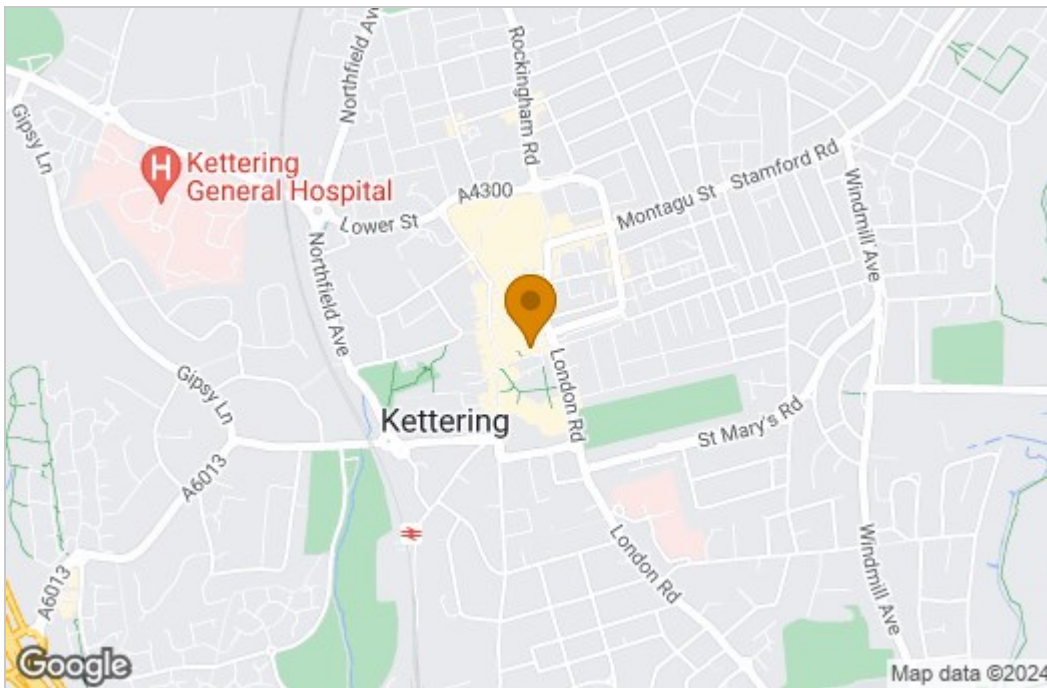 Gipsy Ln
Northfield Ave
Rockingham Rd
H
Kettering
General Hospital
A4300
Lower St
Montagu St
Stamford Rd
Windmill Ave
Northfield Ave
Gipsy Ln
London Rd
Kettering
St Mary's Rd
A6013
A6013
London Rd
Windmill Ave
Google
Map data ©2024